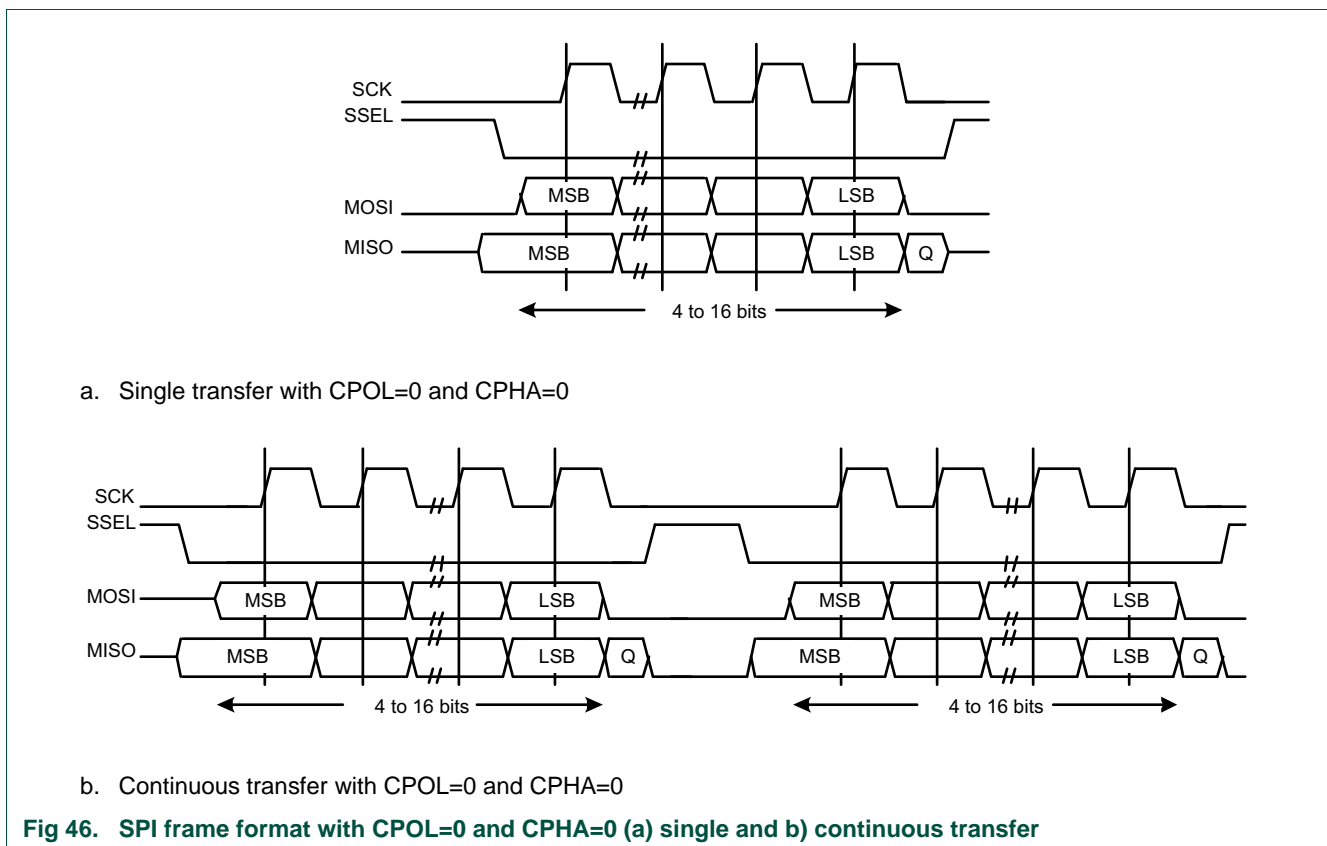 SCK
SSEL
MOSI MSB LSB
MISO MSB LSB Q
4 to 16 bits
a. Single transfer with CPOL=0 and CPHA=0
SCK
SSEL
MOSI MSB LSB MSB LSB
MISO MSB LSB Q MSB LSB Q
4 to 16 bits 4 to 16 bits
b. Continuous transfer with CPOL=0 and CPHA=0
Fig 46. SPI frame format with CPOL=0 and CPHA=0 (a) single and b) continuous transfer